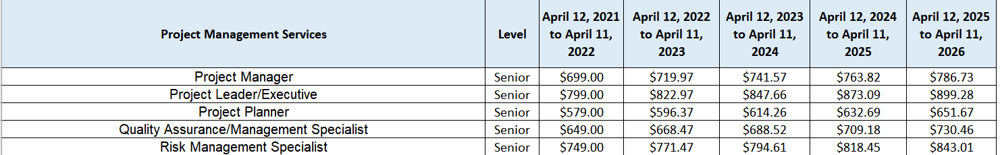 Project Management Services Level April 12, 2021 to April 11, 2022 April 12, 2022 to April 11, 2023 April 12, 2023 to April 11, 2024 April 12, 2024 to April 11, 2025 April 12, 2025 to April 11, 2026
Project Manager Senior $699.00 $719.97 $741.57 $763.82 $786.73
Project Leader/Executive Senior $799.00 $822.97 $847.66 $873.09 $899.28
Project Planner Senior $579.00 $596.37 $614.26 $632.69 $651.67
Quality Assurance/Management Specialist Senior $649.00 $668.47 $688.52 $709.18 $730.46
Risk Management Specialist Senior $749.00 $771.47 $794.61 $818.45 $843.01